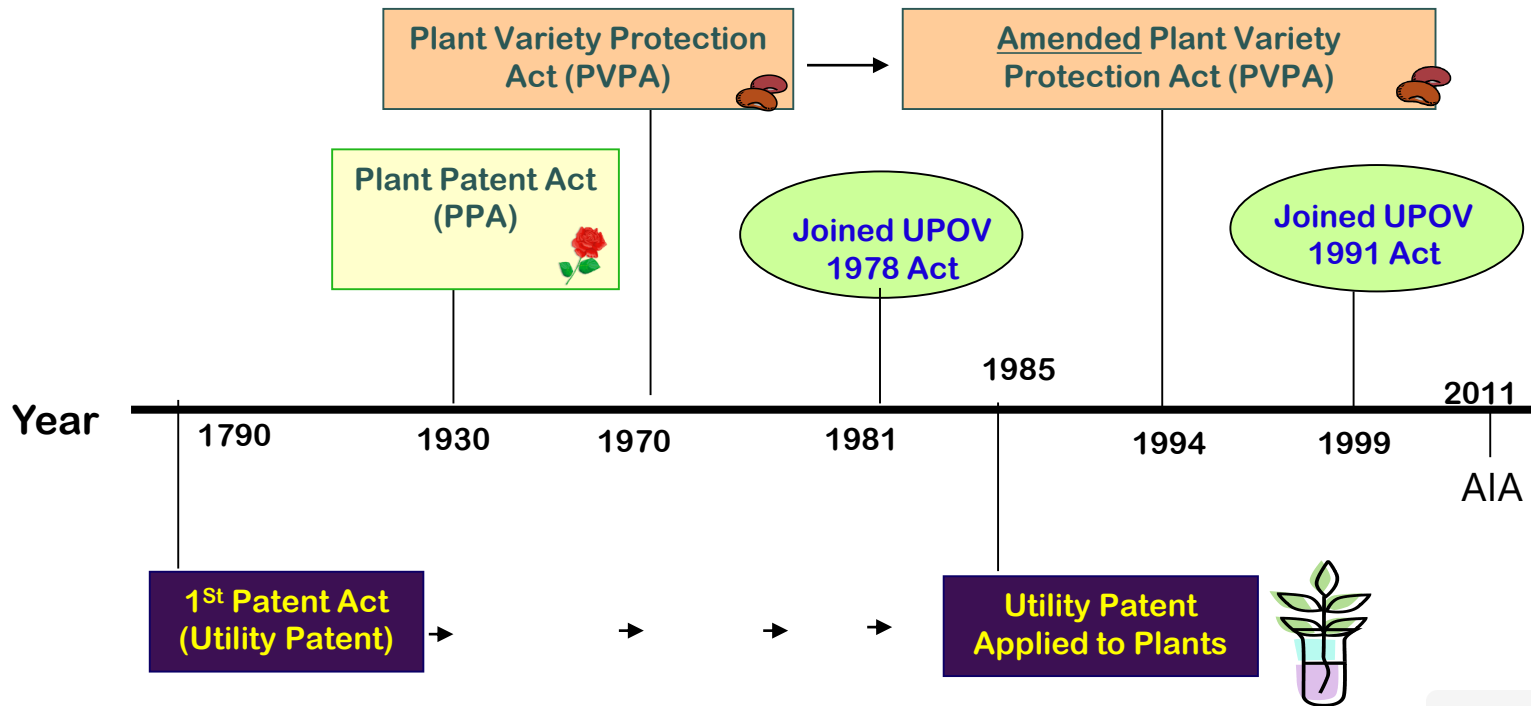 Plant Variety Protection
Act (PVPA)
Amended Plant Variety
Protection Act (PVPA)
Plant Patent Act
(PPA)
Joined UPOV
1978 Act
Joined UPOV
1991 Act
1985
2011
Year
1790
1930
1970
1981
1994
1999
AIA
1St Patent Act
(Utility Patent)
Utility Patent
Applied to Plants